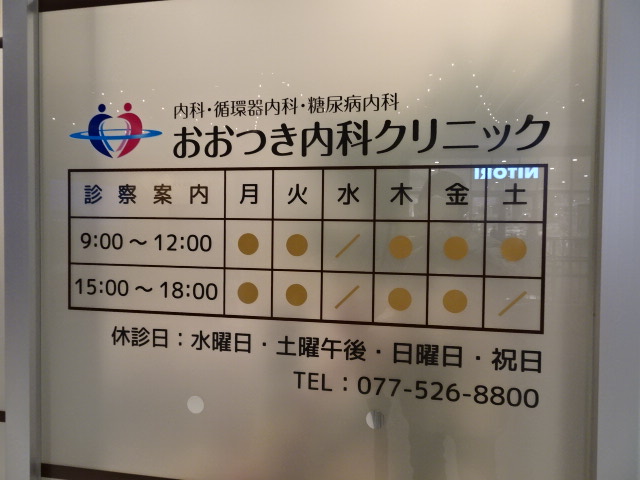 内科・循環器内科・糖尿病内科
おおつき内科クリニック
NITORI
診察案内 月 火 水 木 金 土
9:00～12:00 ● ● ／ ● ● ●
15:00～18:00 ● ● ／ ● ● ／
休診日：水曜日・土曜午後・日曜日・祝日
TEL：077-526-8800